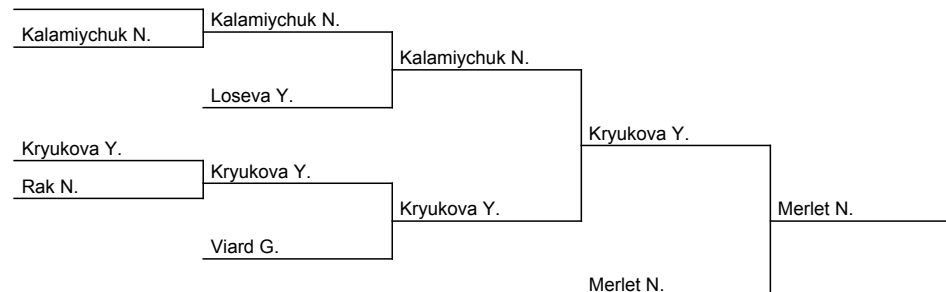 Kalamiychuk N.
Kalamiychuk N.
Kalamiychuk N.
Loseva Y.
Kryukova Y.
Kryukova Y.
Kryukova Y.
Rak N.
Kryukova Y.
Merlet N.
Viard G.
Merlet N.